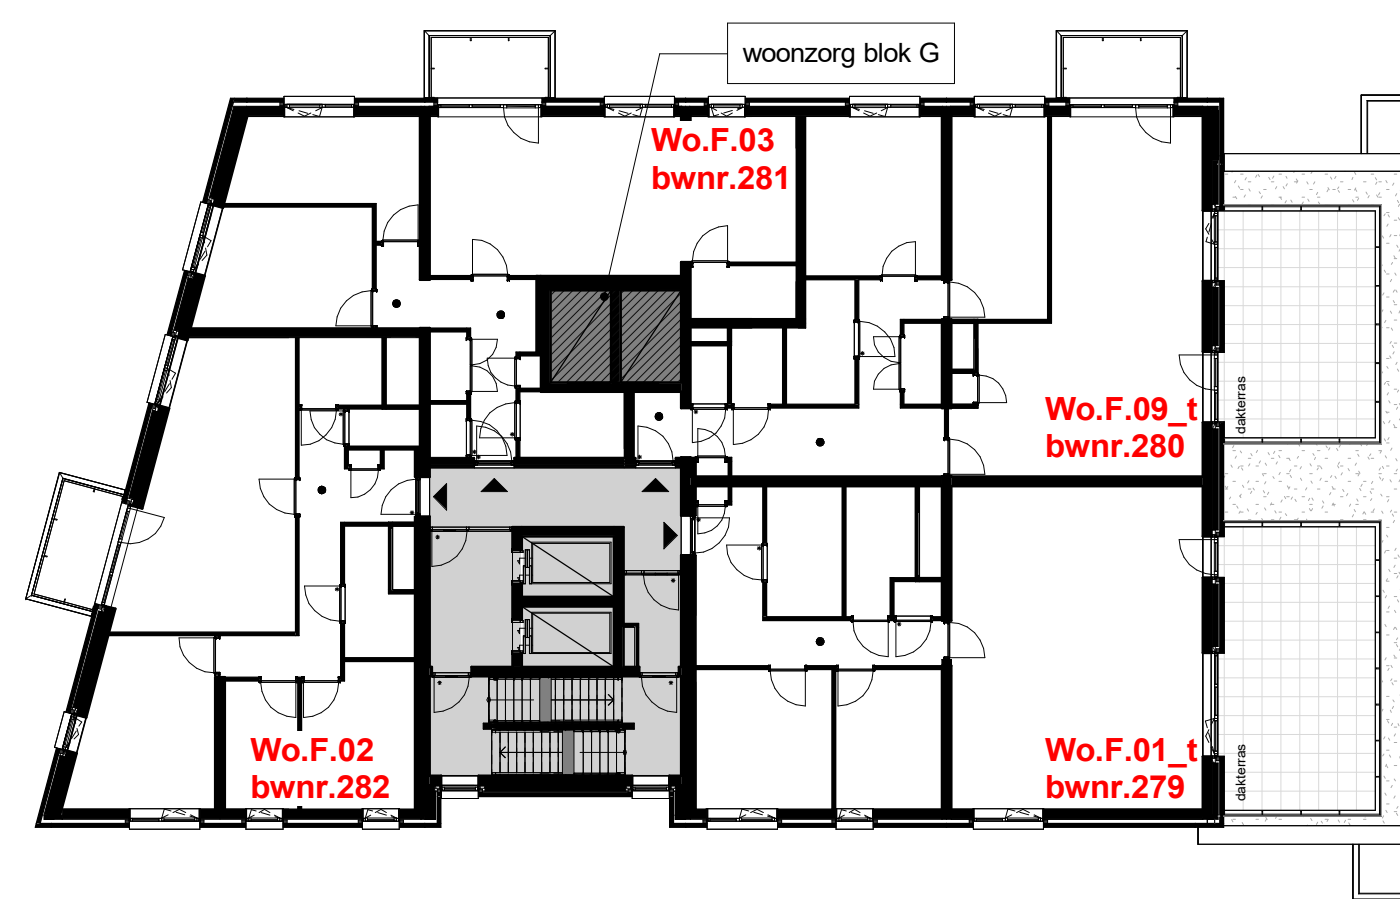 woonzorg blok G
Wo.F.03
bwnr.281
Wo.F.09_t
bwnr.280
dakterras
Wo.F.02
bwnr.282
Wo.F.01_t
bwnr.279
dakterras